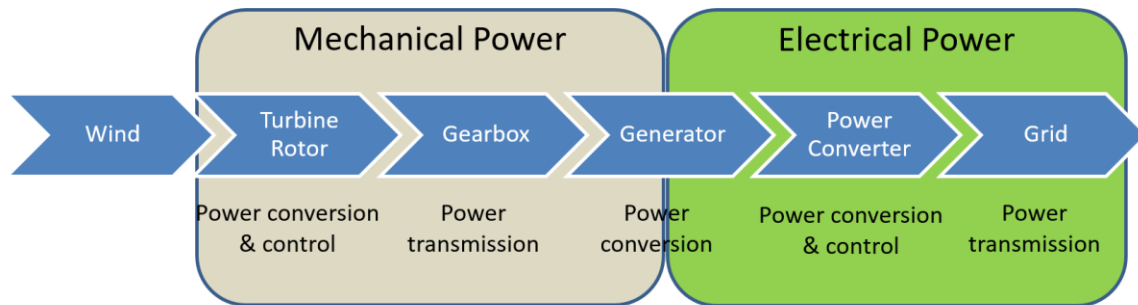 Mechanical Power
Electrical Power
Wind
Turbine
Rotor
Gearbox
Generator
Power
Converter
Grid
Power conversion
& control
Power
transmission
Power
conversion
Power conversion
& control
Power
transmission